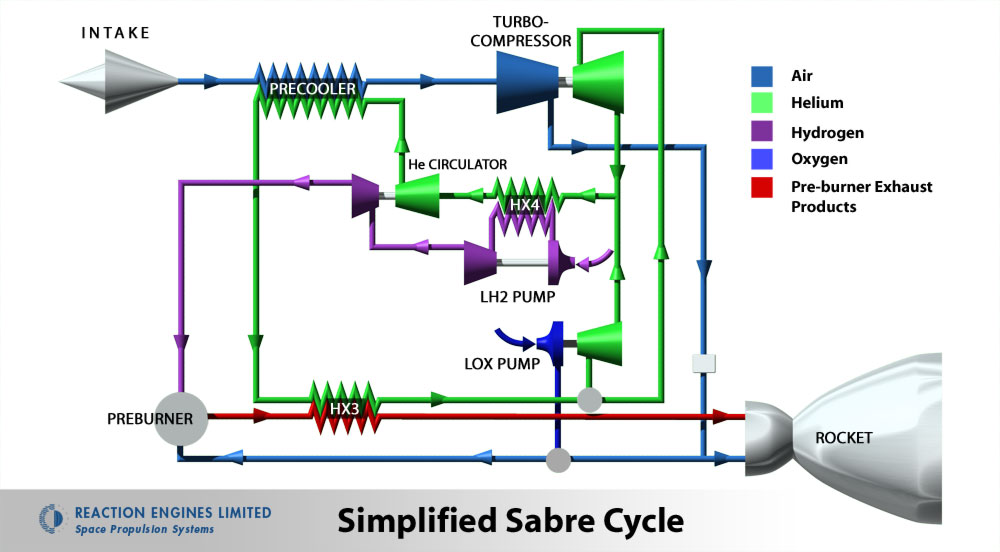 INTAKE
TURBO-
COMPRESSOR
PRECOOLER
Air
Helium
Hydrogen
Oxygen
Pre-burner Exhaust
Products
He CIRCULATOR
HX4
LH2 PUMP
LOX PUMP
HX3
PREBURNER
ROCKET
REACTION ENGINES LIMITED
Space Propulsion Systems
Simplified Sabre Cycle